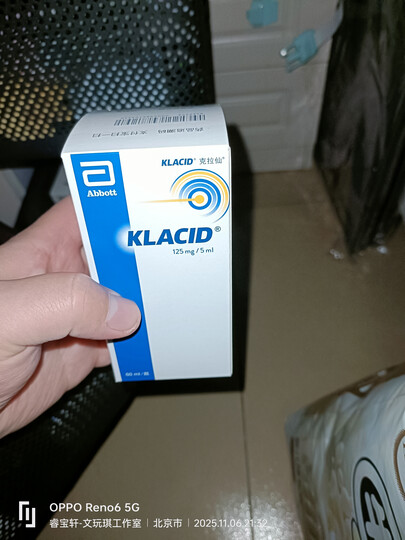 KLACID® 克拉仙®
Abbott
KLACID®
125 mg / 5 ml
OPPO Reno6 5G
睿宝轩-文玩琪工作室 | 北京市 | 2025.11.06 21:52